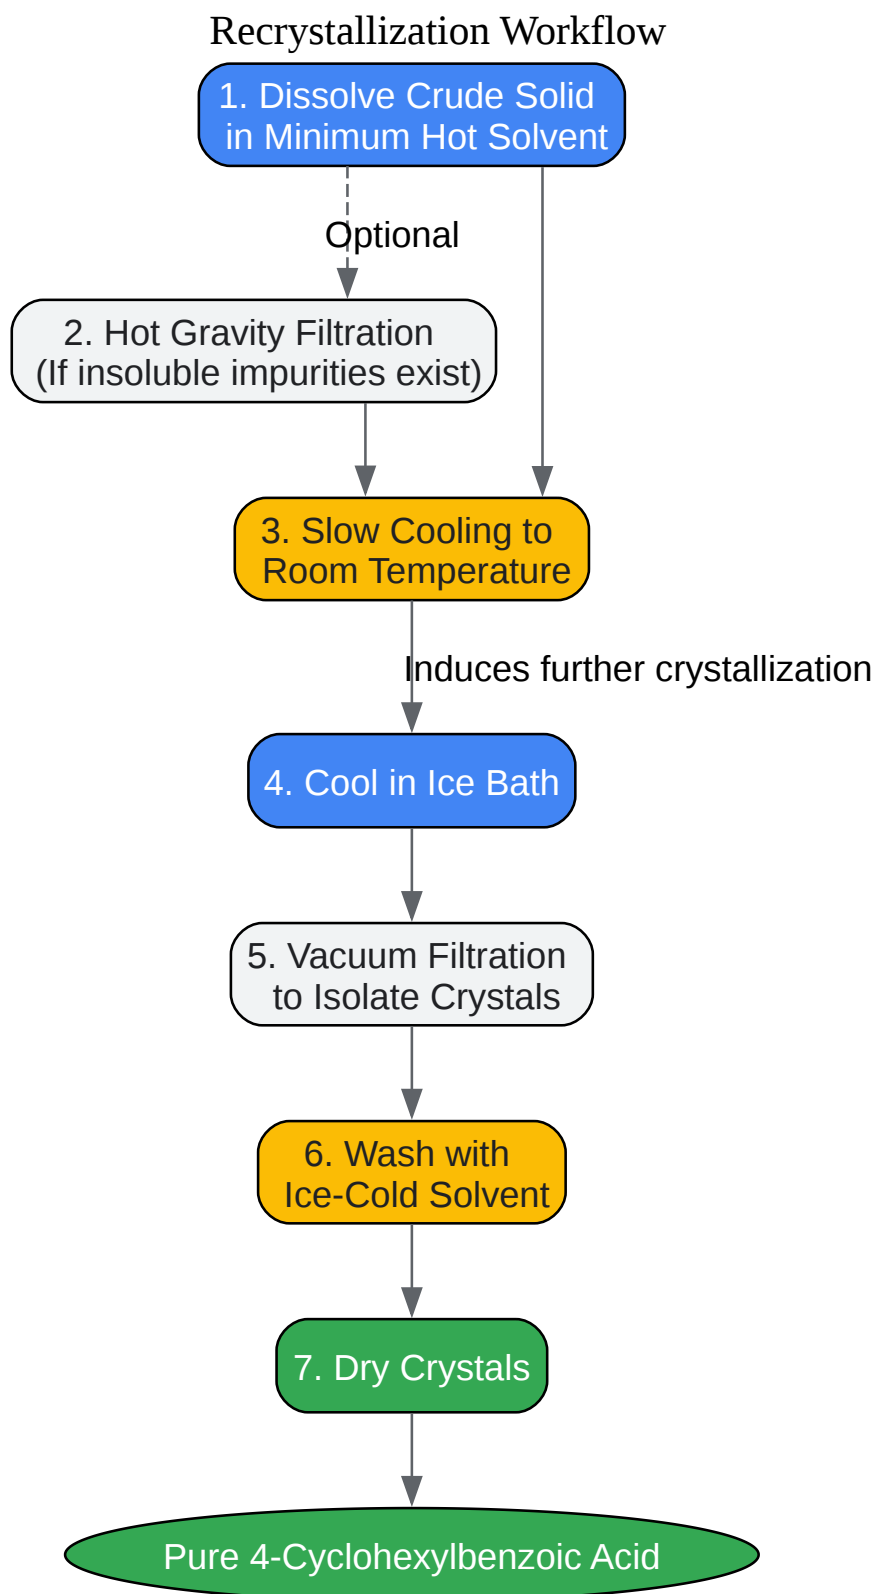 Recrystallization Workflow
1. Dissolve Crude Solid
in Minimum Hot Solvent
Optional
2. Hot Gravity Filtration
(If insoluble impurities exist)
3. Slow Cooling to
Room Temperature
Induces further crystallization
4. Cool in Ice Bath
5. Vacuum Filtration
to Isolate Crystals
6. Wash with
Ice-Cold Solvent
7. Dry Crystals
Pure 4-Cyclohexylbenzoic Acid